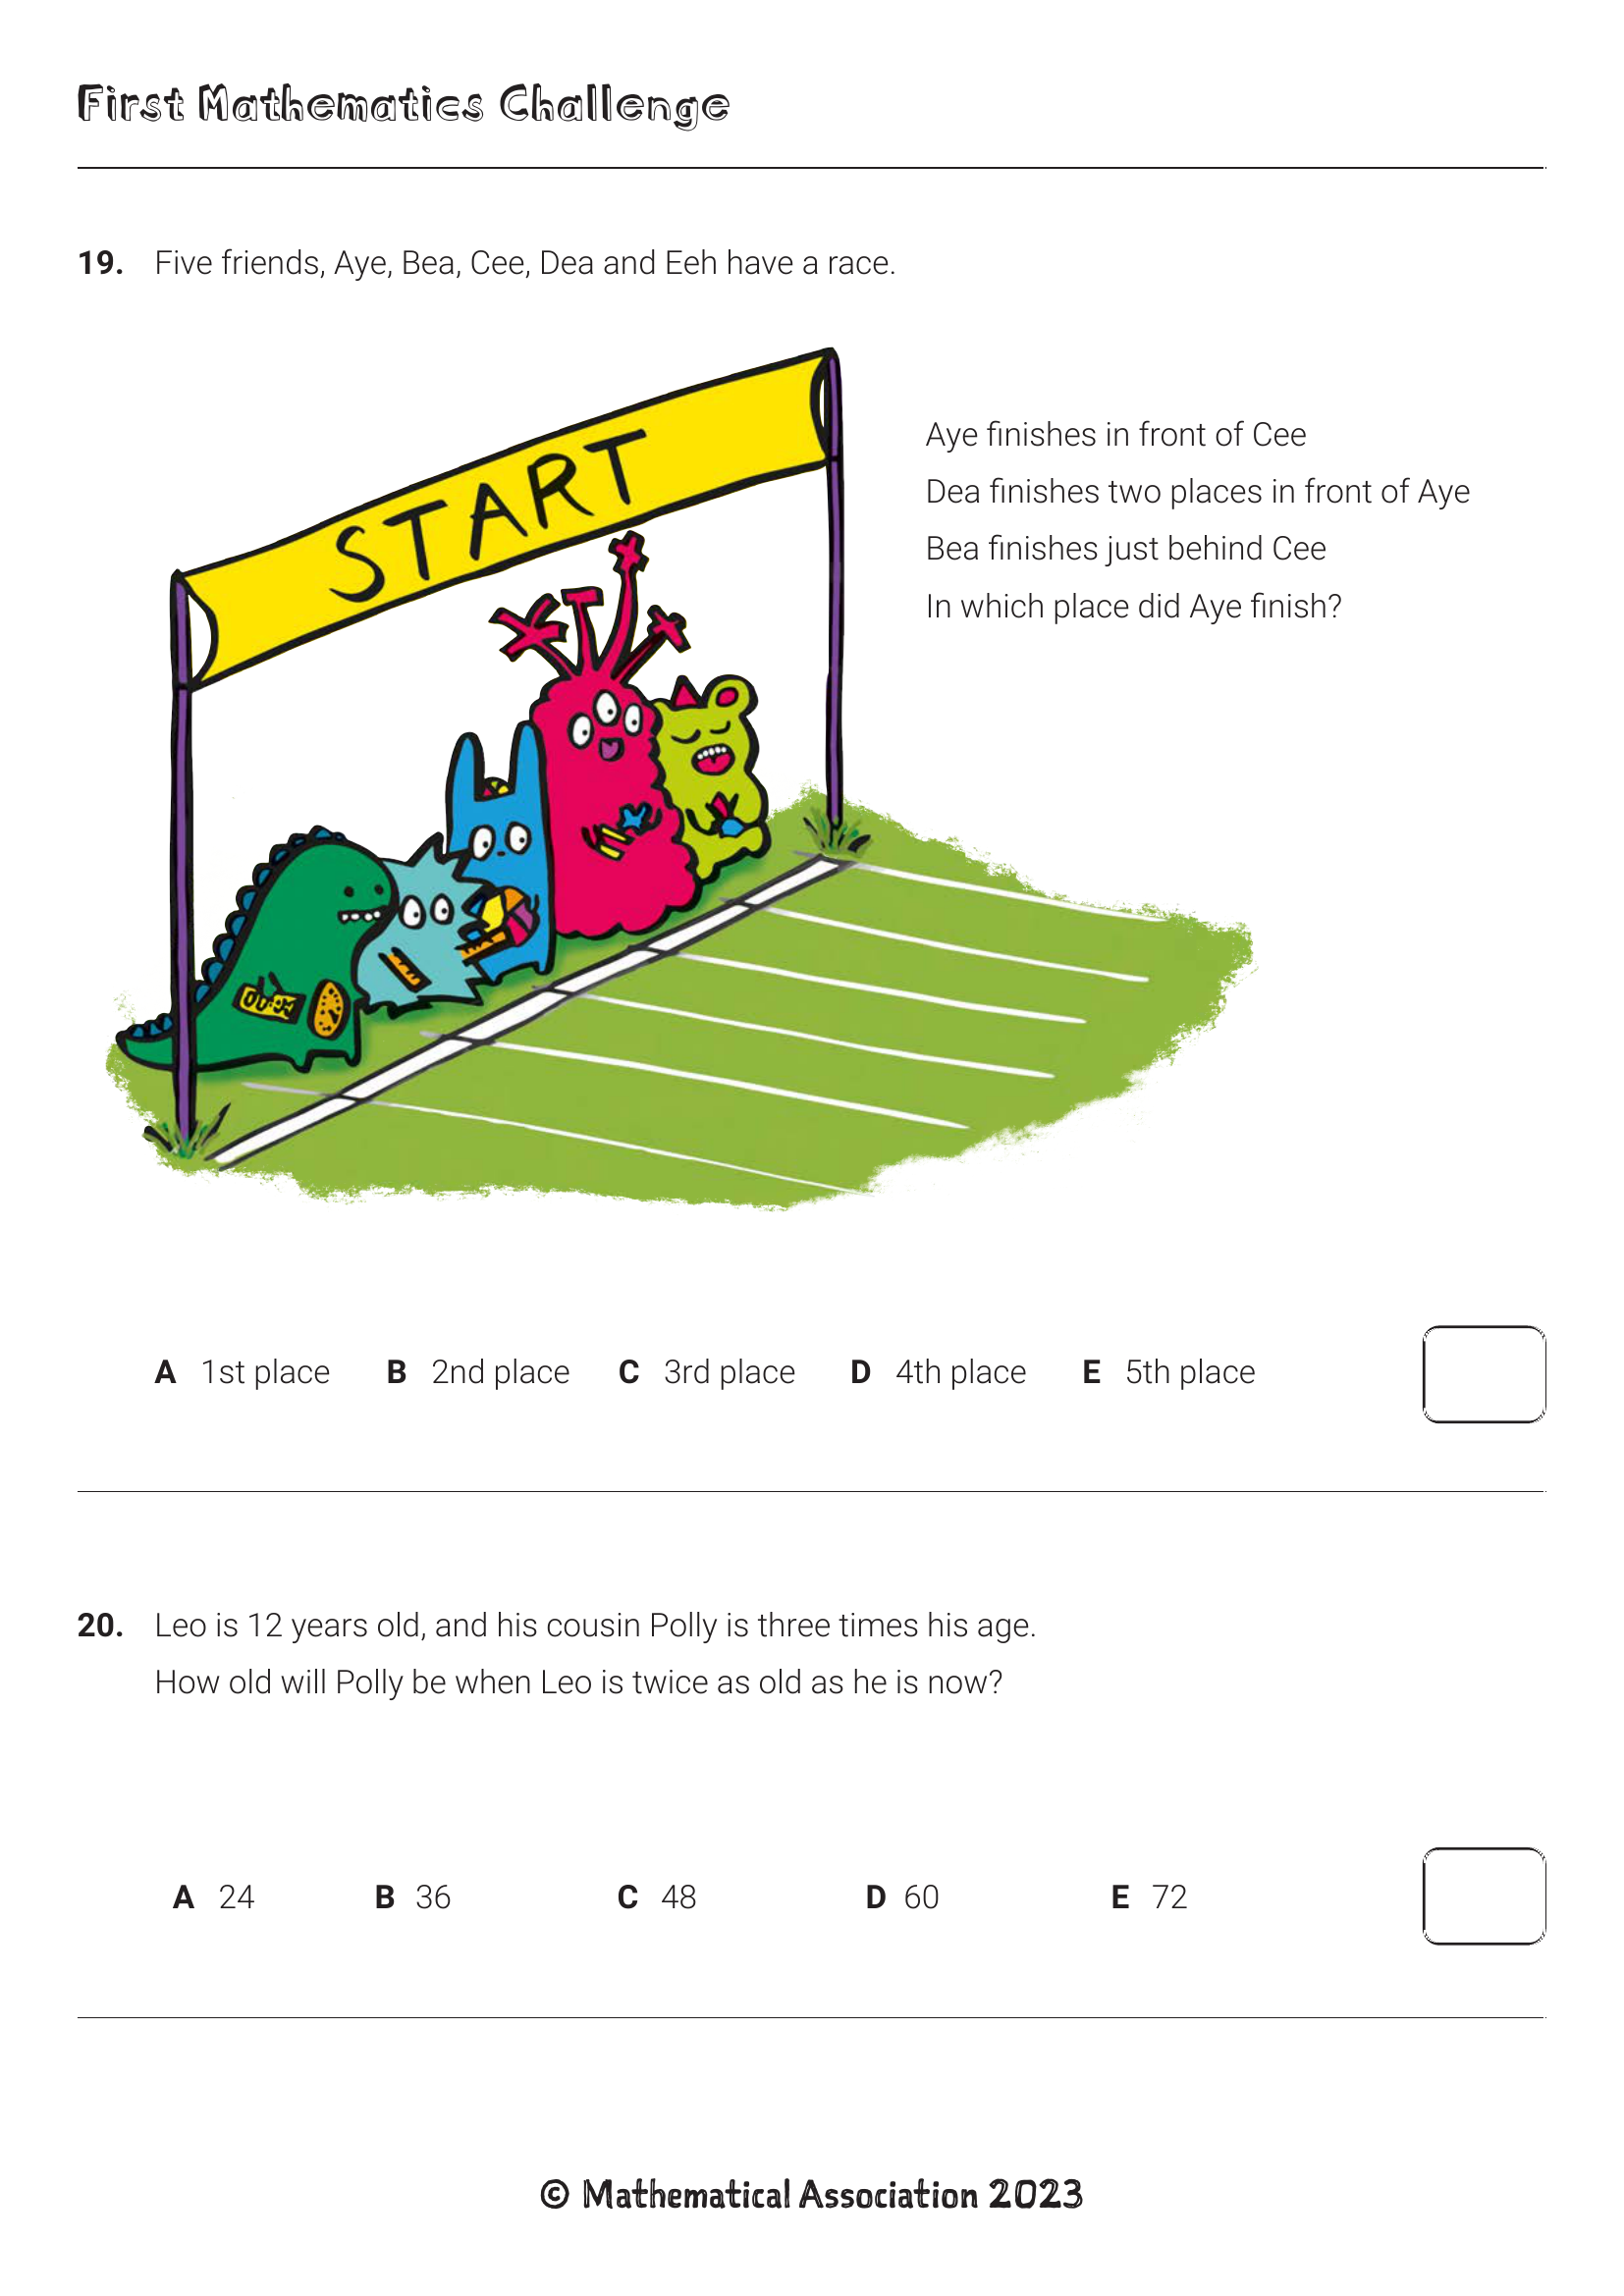 First Mathematics Challenge
19. Five friends, Aye, Bea, Cee, Dea and Eeh have a race.
START
Aye finishes in front of Cee
Dea finishes two places in front of Aye
Bea finishes just behind Cee
In which place did Aye finish?
A 1st place B 2nd place C 3rd place D 4th place E 5th place
20. Leo is 12 years old, and his cousin Polly is three times his age.
How old will Polly be when Leo is twice as old as he is now?
A 24 B 36 C 48 D 60 E 72
© Mathematical Association 2023